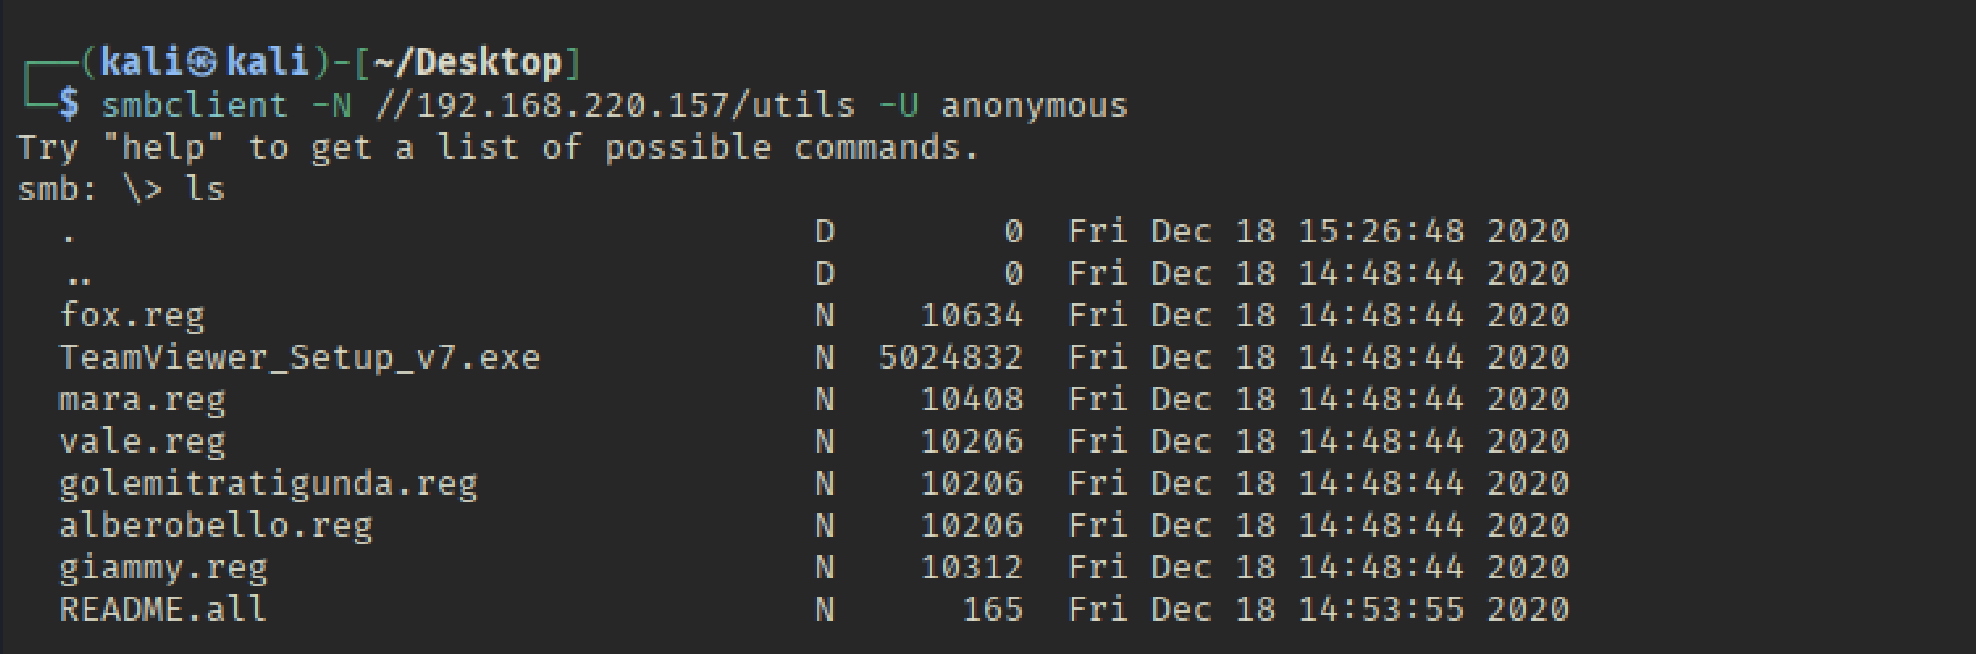 ┌──(kali㉿kali)-[~/Desktop]
└─$ smbclient -N //192.168.220.157/utils -U anonymous
Try "help" to get a list of possible commands.
smb: \> ls
  .                                   D        0  Fri Dec 18 15:26:48 2020
  ..                                  D        0  Fri Dec 18 14:48:44 2020
  fox.reg                             N    10634  Fri Dec 18 14:48:44 2020
  TeamViewer_Setup_v7.exe             N  5024832  Fri Dec 18 14:48:44 2020
  mara.reg                            N    10408  Fri Dec 18 14:48:44 2020
  vale.reg                            N    10206  Fri Dec 18 14:48:44 2020
  golemitratigunda.reg                N    10206  Fri Dec 18 14:48:44 2020
  alberobello.reg                     N    10206  Fri Dec 18 14:48:44 2020
  giammy.reg                          N    10312  Fri Dec 18 14:48:44 2020
  README.all                          N      165  Fri Dec 18 14:53:55 2020